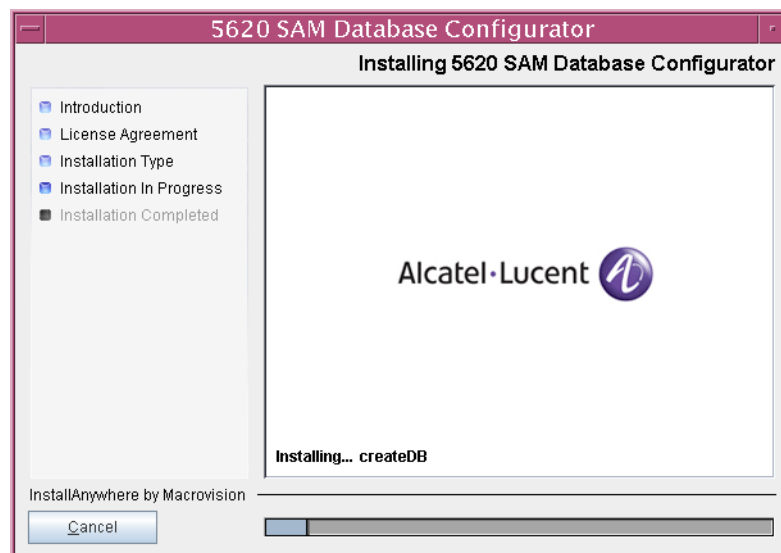 5620 SAM Database Configurator
Installing 5620 SAM Database Configurator
Introduction
License Agreement
Installation Type
Installation In Progress
Installation Completed
Alcatel·Lucent
Installing... createDB
InstallAnywhere by Macrovision
Cancel